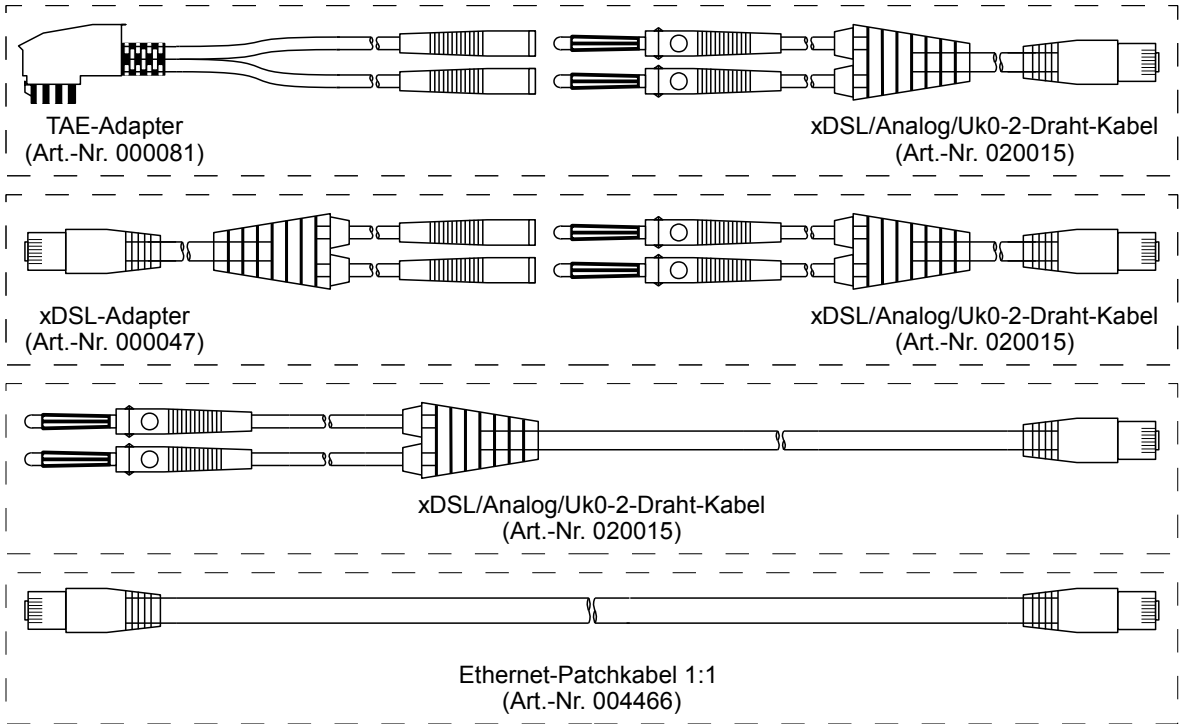 TAE-Adapter
(Art.-Nr. 000081)
xDSL/Analog/Uk0-2-Draht-Kabel
(Art.-Nr. 020015)
xDSL-Adapter
(Art.-Nr. 000047)
xDSL/Analog/Uk0-2-Draht-Kabel
(Art.-Nr. 020015)
xDSL/Analog/Uk0-2-Draht-Kabel
(Art.-Nr. 020015)
Ethernet-Patchkabel 1:1
(Art.-Nr. 004466)